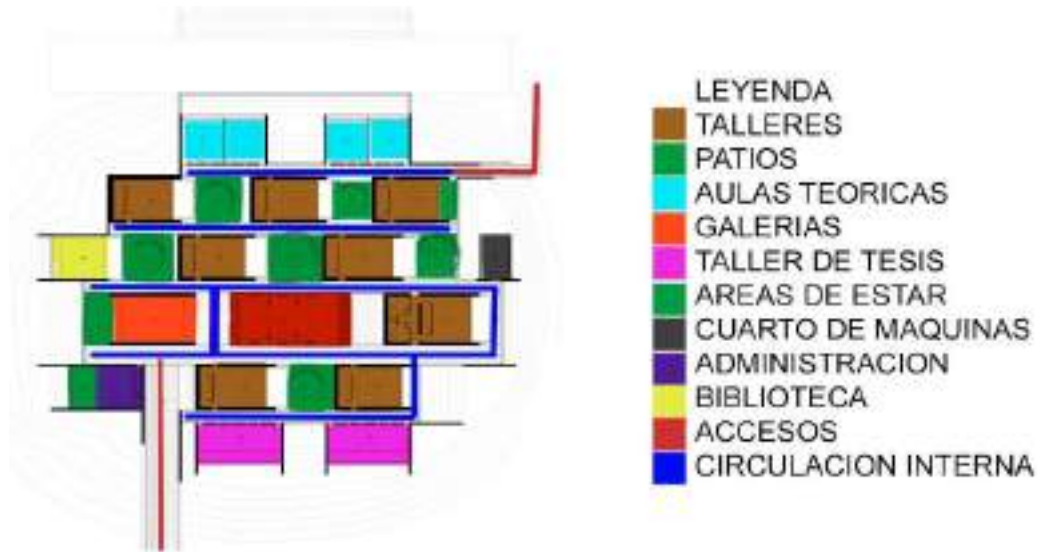 LEYENDA
TALLERES
PATIOS
AULAS TEORICAS
GALERIAS
TALLER DE TESIS
AREAS DE ESTAR
CUARTO DE MAQUINAS
ADMINISTRACION
BIBLIOTECA
ACCESOS
CIRCULACION INTERNA